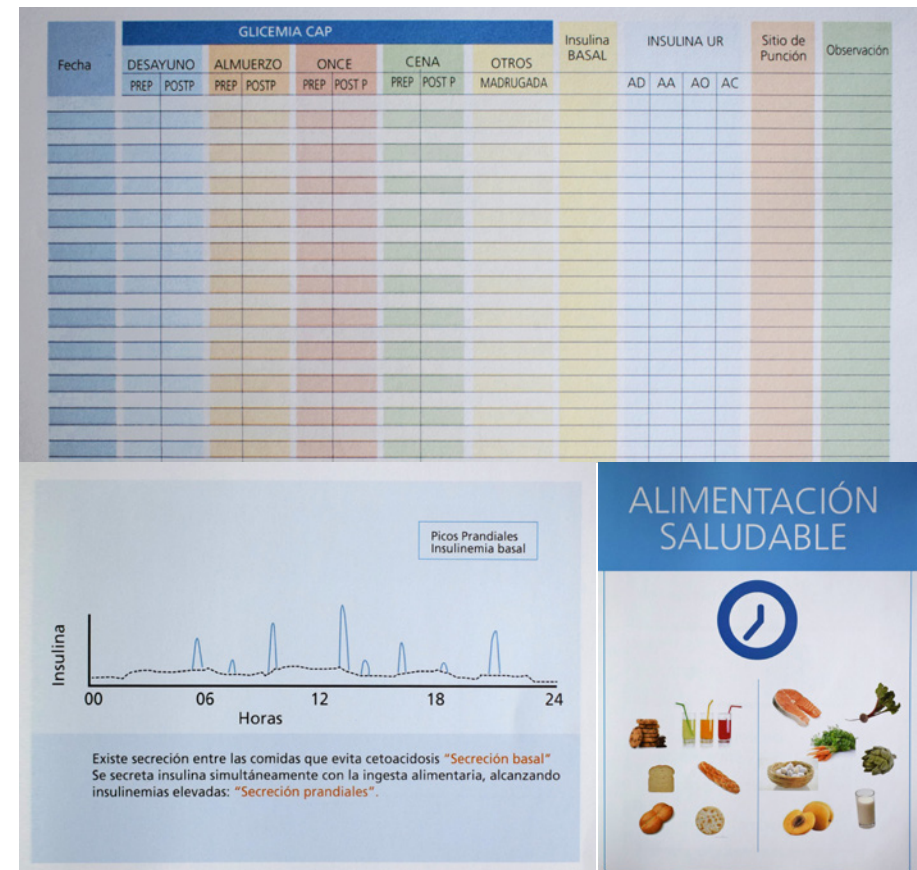 GLICEMIA CAP
Fecha
DESAYUNO
ALMUERZO
ONCE
CENA
OTROS
Insulina
BASAL
INSULINA UR
Sitio de
Punción
Observación
PREP POSTP
PREP POSTP
PREP POST P
PREP POST P
MADRUGADA
AD AA AO AC
Picos Prandiales
Insulinemia basal
Insulina
00 06 12 18 24
Horas
Existe secreción entre las comidas que evita cetoacidosis "Secreción basal"
Se secreta insulina simultáneamente con la ingesta alimentaria, alcanzando
insulinemias elevadas: "Secreción prandiales".
ALIMENTACIÓN
SALUDABLE